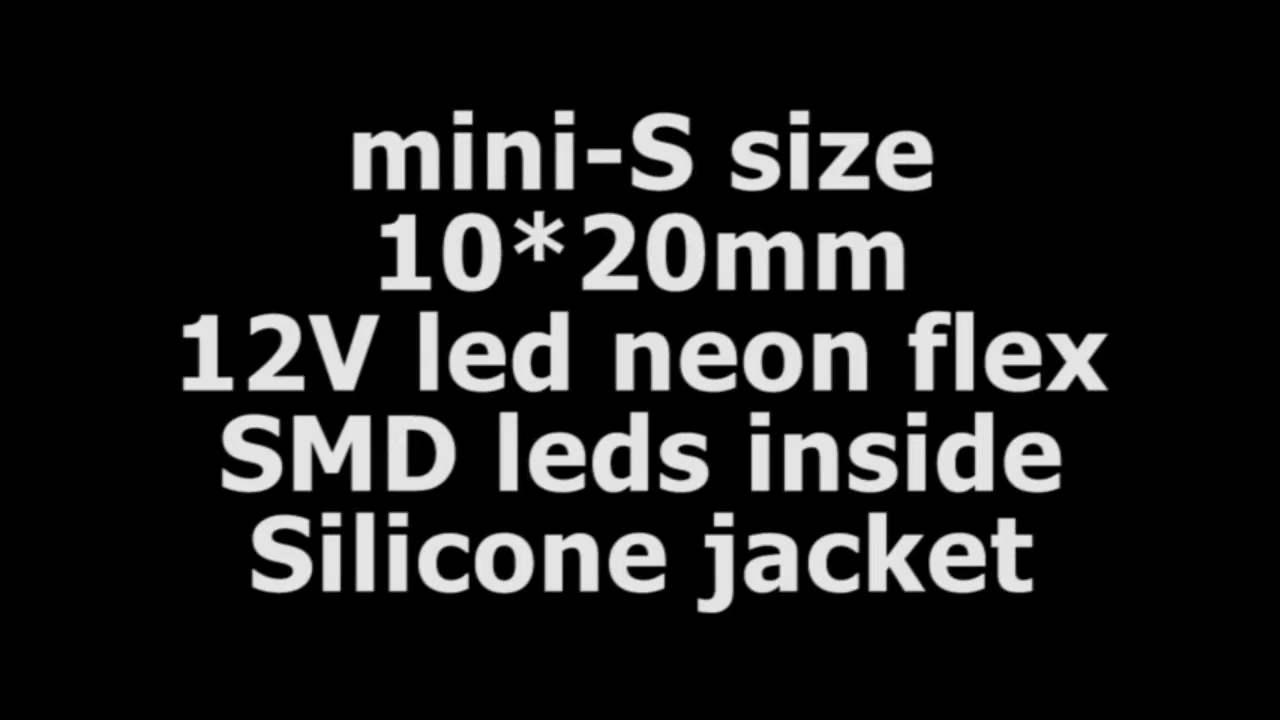 mini-S size
10*20mm
12V led neon flex
SMD leds inside
Silicone jacket